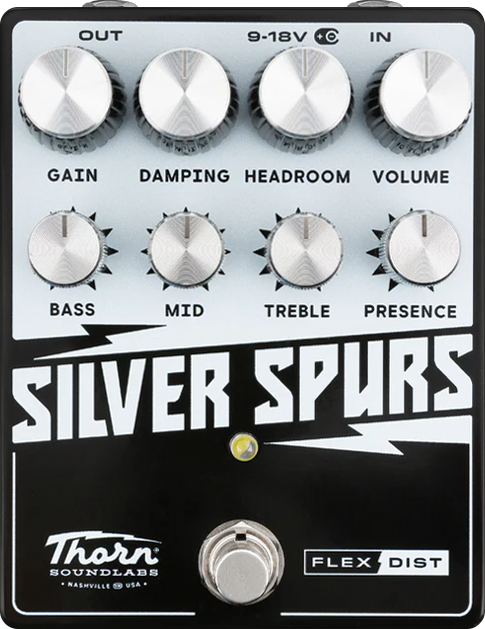 OUT 9-18V IN
GAIN DAMPING HEADROOM VOLUME
BASS MID TREBLE PRESENCE
SILVER SPURS
Thorn
SOUNDLABS
NASHVILLE USA
FLEX DIST